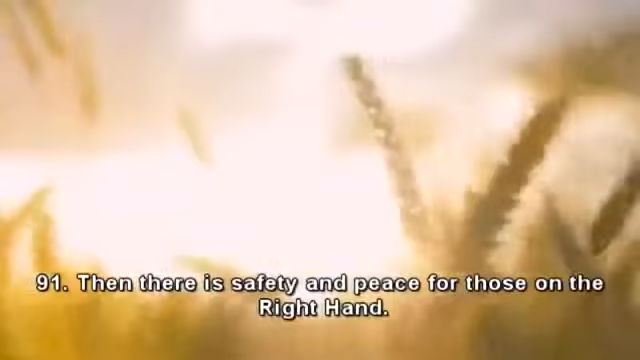 91. Then there is safety and peace for those on the
Right Hand.